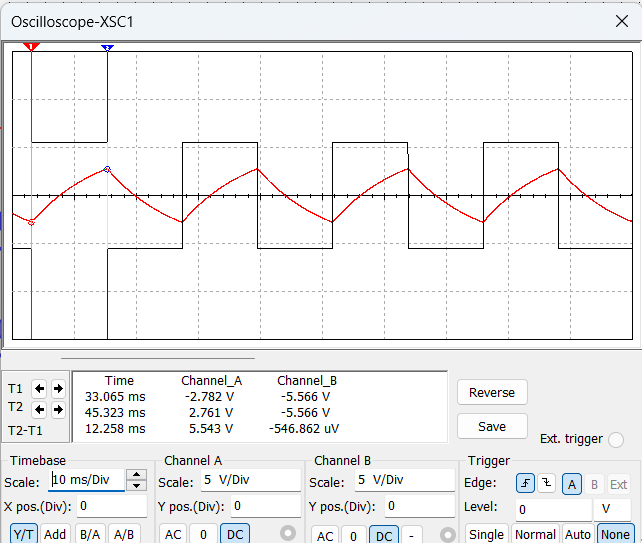 Oscilloscope-XSC1
T1
T2
T2-T1
Time Channel_A Channel_B
33.065 ms -2.782 V -5.566 V
45.323 ms 2.761 V -5.566 V
12.258 ms 5.543 V -546.862 uV
Reverse
Save
Ext. trigger
Timebase
Scale: 10 ms/Div
X pos.(Div): 0
Y/T Add B/A A/B
Channel A
Scale: 5 V/Div
Y pos.(Div): 0
AC 0 DC
Channel B
Scale: 5 V/Div
Y pos.(Div): 0
AC 0 DC -
Trigger
Edge: A B Ext
Level: 0 V
Single Normal Auto None